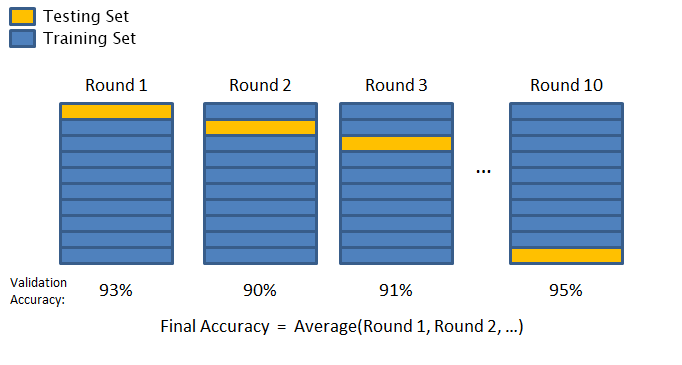 Testing Set
Training Set
Round 1
Round 2
Round 3
Round 10
...
Validation
Accuracy:
93%
90%
91%
95%
Final Accuracy = Average(Round 1, Round 2, ...)